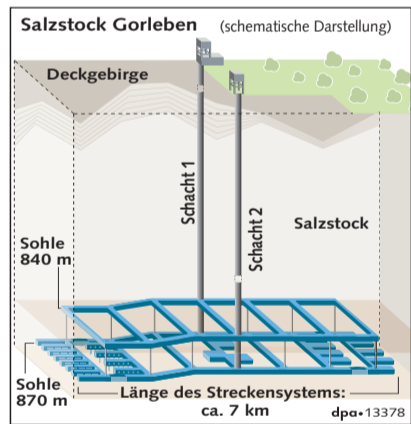 Salzstock Gorleben (schematische Darstellung)
Deckgebirge
Schacht 1
Schacht 2
Salzstock
Sohle
840 m
Sohle
870 m
Länge des Streckensystems:
ca. 7 km
dpa•13378